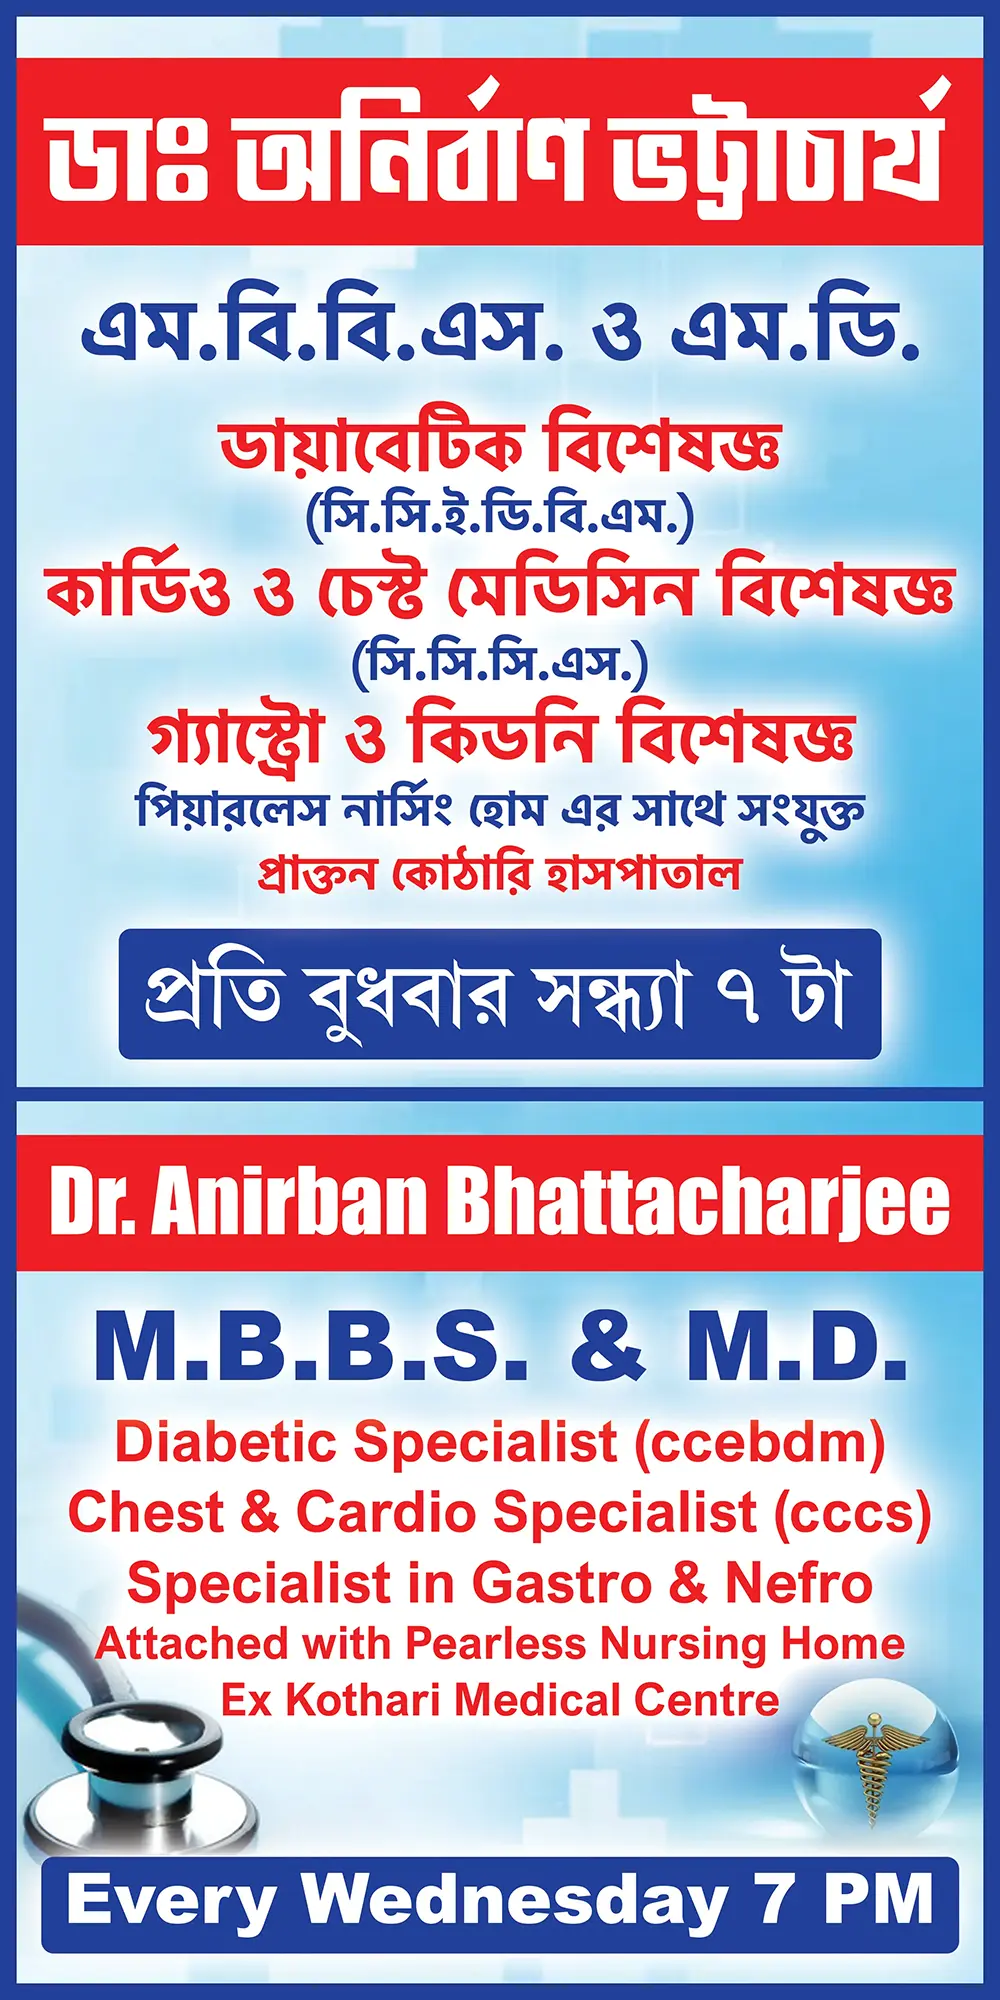 ডাঃ অনির্বাণ ভট্টাচার্য
এম.বি.বি.এস. ও এম.ডি.
ডায়াবেটিক বিশেষজ্ঞ
(সি.সি.ই.ডি.বি.এম.)
কার্ডিও ও চেস্ট মেডিসিন বিশেষজ্ঞ
(সি.সি.সি.এস.)
গ্যাস্ট্রো ও কিডনি বিশেষজ্ঞ
পিয়ারলেস নার্সিং হোম এর সাথে সংযুক্ত
প্রাক্তন কোঠারি হাসপাতাল
প্রতি বুধবার সন্ধ্যা ৭ টা
Dr. Anirban Bhattacharjee
M.B.B.S. & M.D.
Diabetic Specialist (ccebdm)
Chest & Cardio Specialist (cccs)
Specialist in Gastro & Nefro
Attached with Pearless Nursing Home
Ex Kothari Medical Centre
Every Wednesday 7 PM